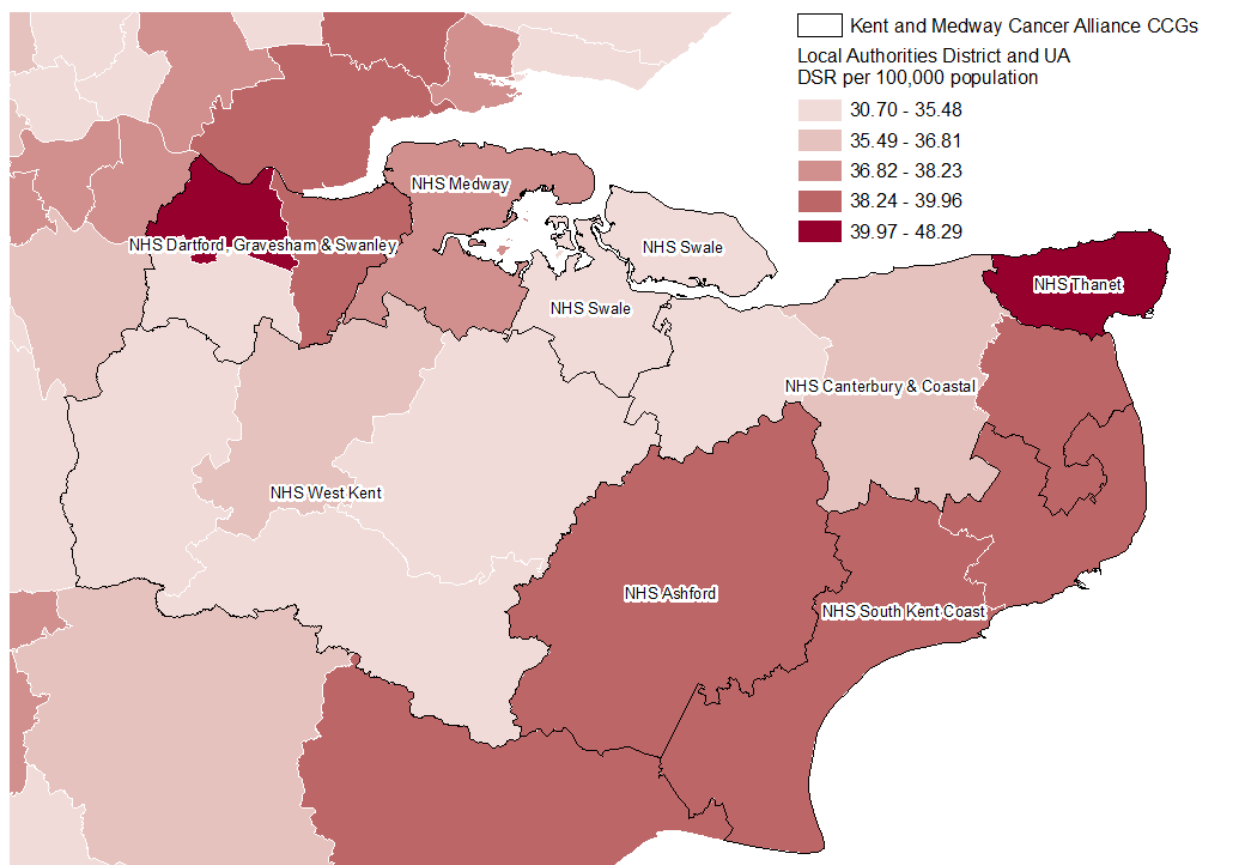 Kent and Medway Cancer Alliance CCGs
Local Authorities District and UA
DSR per 100,000 population
30.70 - 35.48
35.49 - 36.81
36.82 - 38.23
38.24 - 39.96
39.97 - 48.29
NHS Medway
NHS Dartford, Gravesham & Swanley
NHS Swale
NHS Thanet
NHS Swale
NHS Canterbury & Coastal
NHS West Kent
NHS Ashford
NHS South Kent Coast